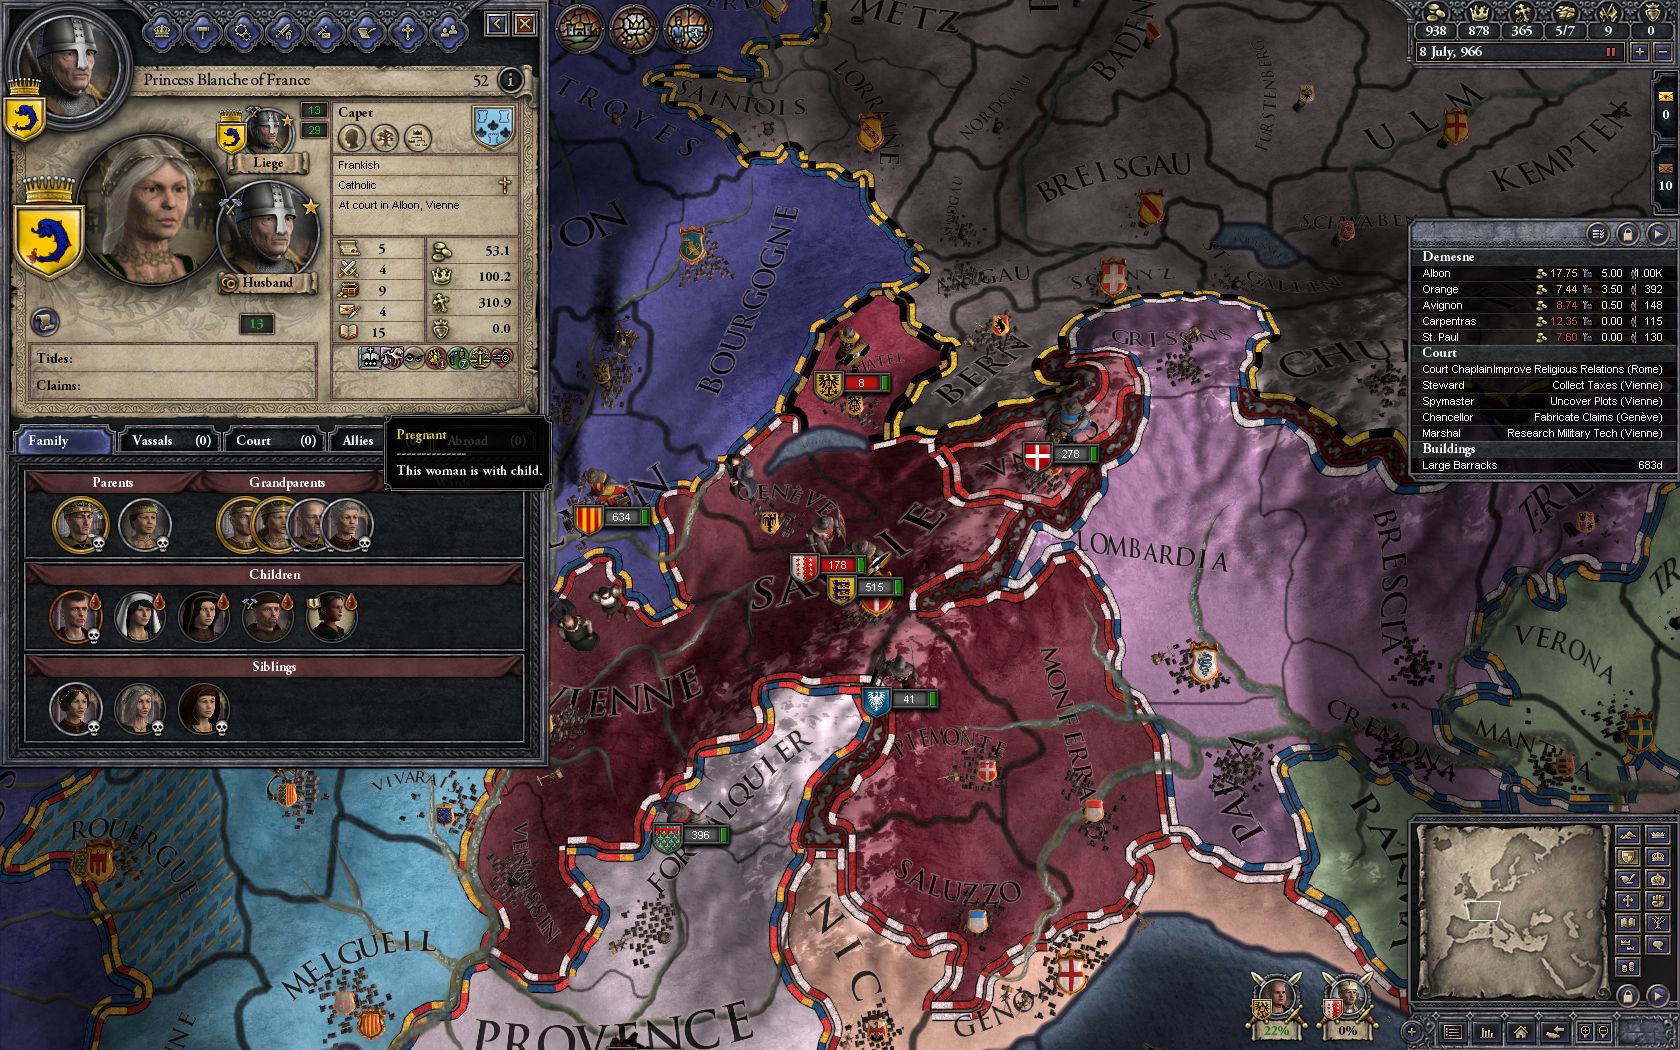 Princess Blanche of France
52
13
29
Liege
Husband
13
Capet
Frankish
Catholic
At court in Albon, Vienne
5
53.1
4
100.2
9
310.9
4
0.0
15
Titles:
Claims:
Family
Vassals (0)
Court (0)
Allies
Abroad (0)
Pregnant
--------------
This woman is with child.
Parents
Grandparents
Children
Siblings
938
878
365
5/7
9
0
8 July, 966
0
10
Demesne
Albon 17.75 5.00 1.00K
Orange 7.44 3.50 392
Avignon 8.74 0.50 148
Carpentras 12.35 0.00 115
St. Paul 7.60 0.00 130
Court
Court Chaplain Improve Religious Relations (Rome)
Steward Collect Taxes (Vienne)
Spymaster Uncover Plots (Vienne)
Chancellor Fabricate Claims (Genève)
Marshal Research Military Tech (Vienne)
Buildings
Large Barracks 683d
METZ
BADEN
TROYES
SAINTOIS
LORRAINE
NORDGAU
FURSTENBERG
ULM
KEMPTEN
BREISGAU
SCHWABEN
ST. GALLEN
SCHWYZ
BOURGOGNE
BERN
GRISONS
CHU
8
278
634
GENÈVE
178
515
SAVOIE
LOMBARDIA
BRESCIA
VERONA
VIENNE
41
MONFERRAT
PIEMONTE
CREMONA
MANTUA
PAVIA
396
FORCALQUIER
VENAISSIN
VIVARAIS
ROUERGUE
MELGUEIL
SALUZZO
NICE
GENOA
PROVENCE
22%
0%